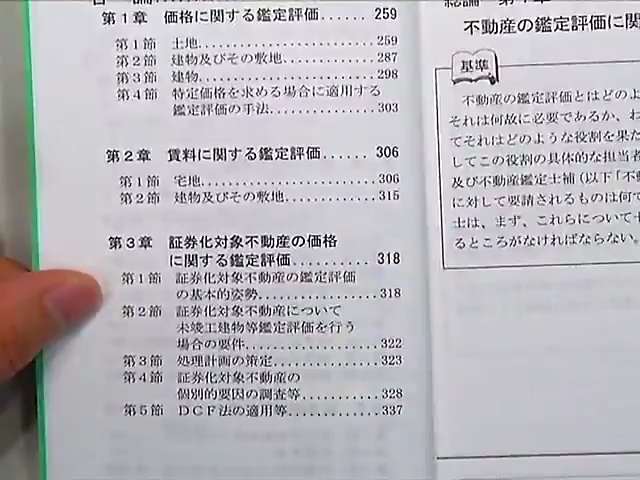 第1章 価格に関する鑑定評価..............259
第1節 土地......................259
第2節 建物及びその敷地..............287
第3節 建物......................298
第4節 特定価格を求める場合に適用する
鑑定評価の手法..............303
第2章 賃料に関する鑑定評価......306
第1節 宅地......................306
第2節 建物及びその敷地..............315
第3章 証券化対象不動産の価格
に関する鑑定評価..........318
第1節 証券化対象不動産の鑑定評価
の基本的姿勢................318
第2節 証券化対象不動産について
未竣工建物等鑑定評価を行う
場合の要件..................322
第3節 処理計画の策定..............323
第4節 証券化対象不動産の
個別的要因の調査等............328
第5節 DCF法の適用等............337
不動産の鑑定評価に関
基準
不動産の鑑定評価とはどのよ
それは何故に必要であるか、わ
てそれはどのような役割を果た
してこの役割の具体的な担当者
及び不動産鑑定士補(以下「不動
に対して要請されるものは何で
士は、まず、これらについて十
るところがなければならない。